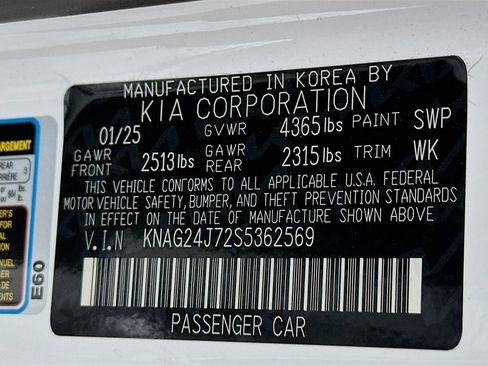 MANUFACTURED IN KOREA BY
KIA CORPORATION
01/25 GVWR 4365 lbs PAINT SWP
GAWR FRONT 2513 lbs GAWR REAR 2315 lbs TRIM WK
THIS VEHICLE CONFORMS TO ALL APPLICABLE U.S.A. FEDERAL
MOTOR VEHICLE SAFETY, BUMPER, AND THEFT PREVENTION STANDARDS
IN EFFECT ON THE DATE OF MANUFACTURE SHOWN ABOVE
V.I.N KNAG24J72S5362569
PASSENGER CAR
E60